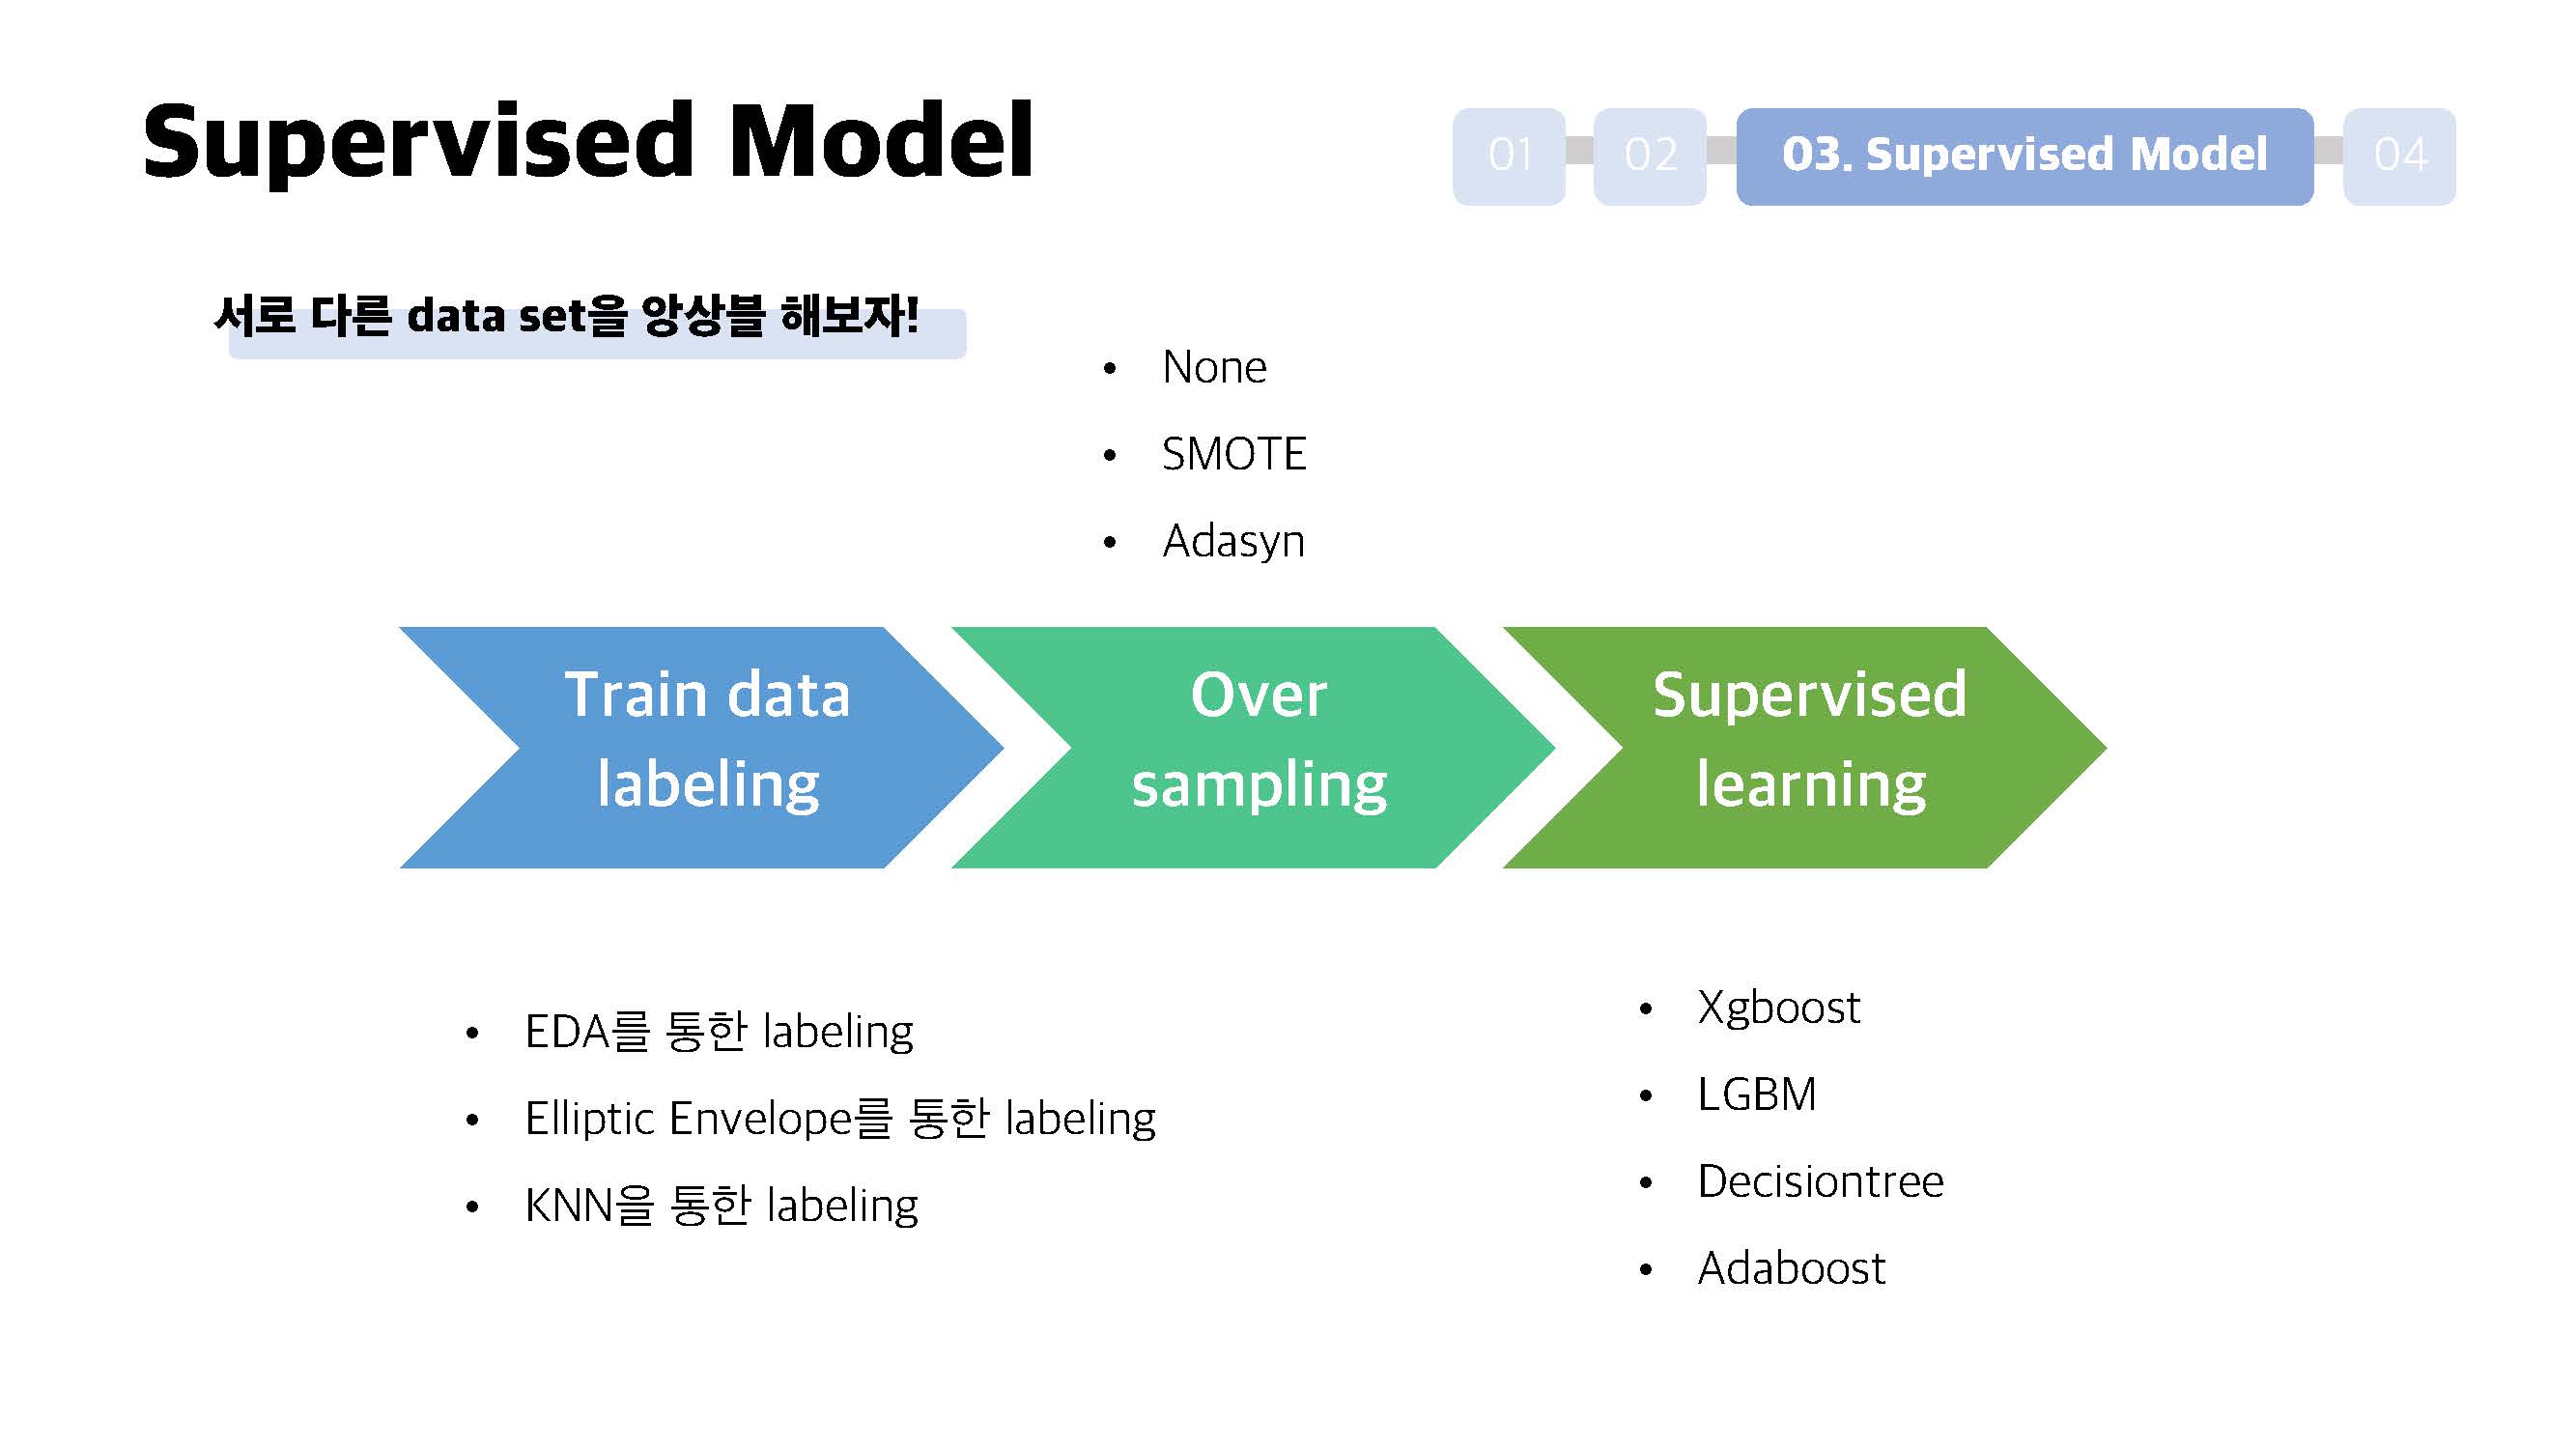 Supervised Model
01
02
03. Supervised Model
04
서로 다른 data set을 앙상블 해보자!
• None
• SMOTE
• Adasyn
Train data
labeling
Over
sampling
Supervised
learning
• EDA를 통한 labeling
• Elliptic Envelope를 통한 labeling
• KNN을 통한 labeling
• Xgboost
• LGBM
• Decisiontree
• Adaboost